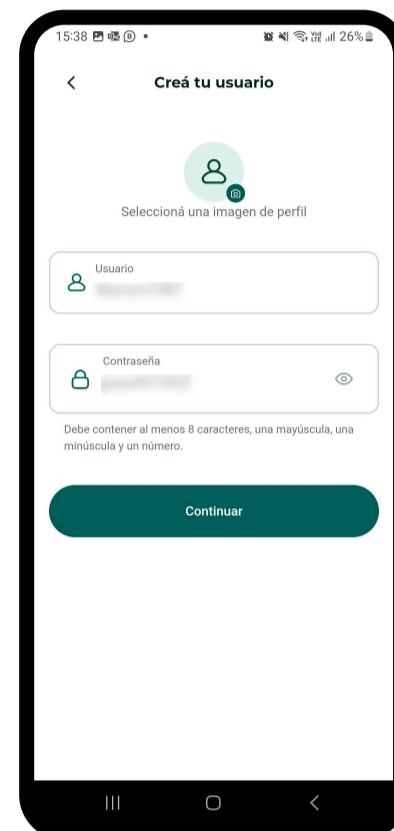 15:38
26%
Creá tu usuario
Seleccioná una imagen de perfil
Usuario
Contraseña
Debe contener al menos 8 caracteres, una mayúscula, una
minúscula y un número.
Continuar